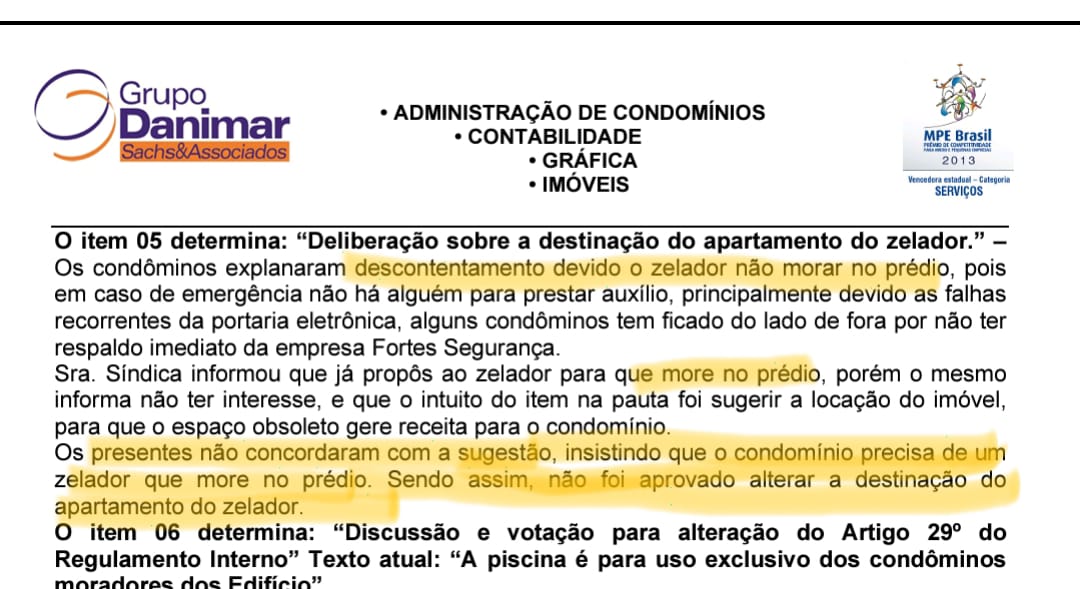 Grupo
Danimar
Sachs&Associados
• ADMINISTRAÇÃO DE CONDOMÍNIOS
• CONTABILIDADE
• GRÁFICA
• IMÓVEIS
MPE Brasil
PRÊMIO DE COMPETITIVIDADE
PARA MICRO E PEQUENAS EMPRESAS
2013
Vencedora estadual – Categoria
SERVIÇOS
O item 05 determina: “Deliberação sobre a destinação do apartamento do zelador.” –
Os condôminos explanaram descontentamento devido o zelador não morar no prédio, pois
em caso de emergência não há alguém para prestar auxílio, principalmente devido as falhas
recorrentes da portaria eletrônica, alguns condôminos tem ficado do lado de fora por não ter
respaldo imediato da empresa Fortes Segurança.
Sra. Síndica informou que já propôs ao zelador para que more no prédio, porém o mesmo
informa não ter interesse, e que o intuito do item na pauta foi sugerir a locação do imóvel,
para que o espaço obsoleto gere receita para o condomínio.
Os presentes não concordaram com a sugestão, insistindo que o condomínio precisa de um
zelador que more no prédio. Sendo assim, não foi aprovado alterar a destinação do
apartamento do zelador.
O item 06 determina: “Discussão e votação para alteração do Artigo 29º do
Regulamento Interno” Texto atual: “A piscina é para uso exclusivo dos condôminos
moradores dos Edifício”